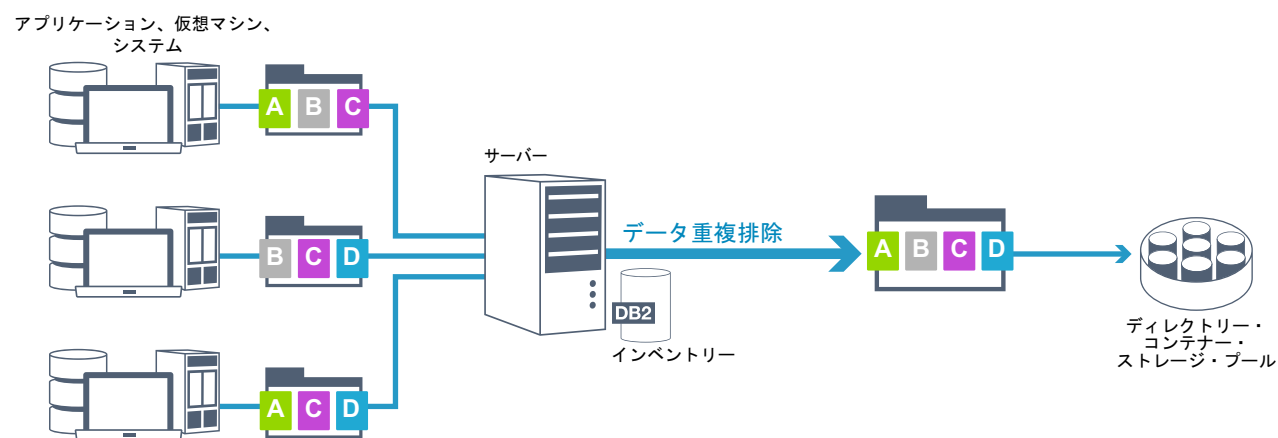 アプリケーション、仮想マシン、
システム
A B C
サーバー
B C D
データ重複排除
A B C D
DB2
インベントリー
ディレクトリー・
コンテナー・
ストレージ・プール
A C D